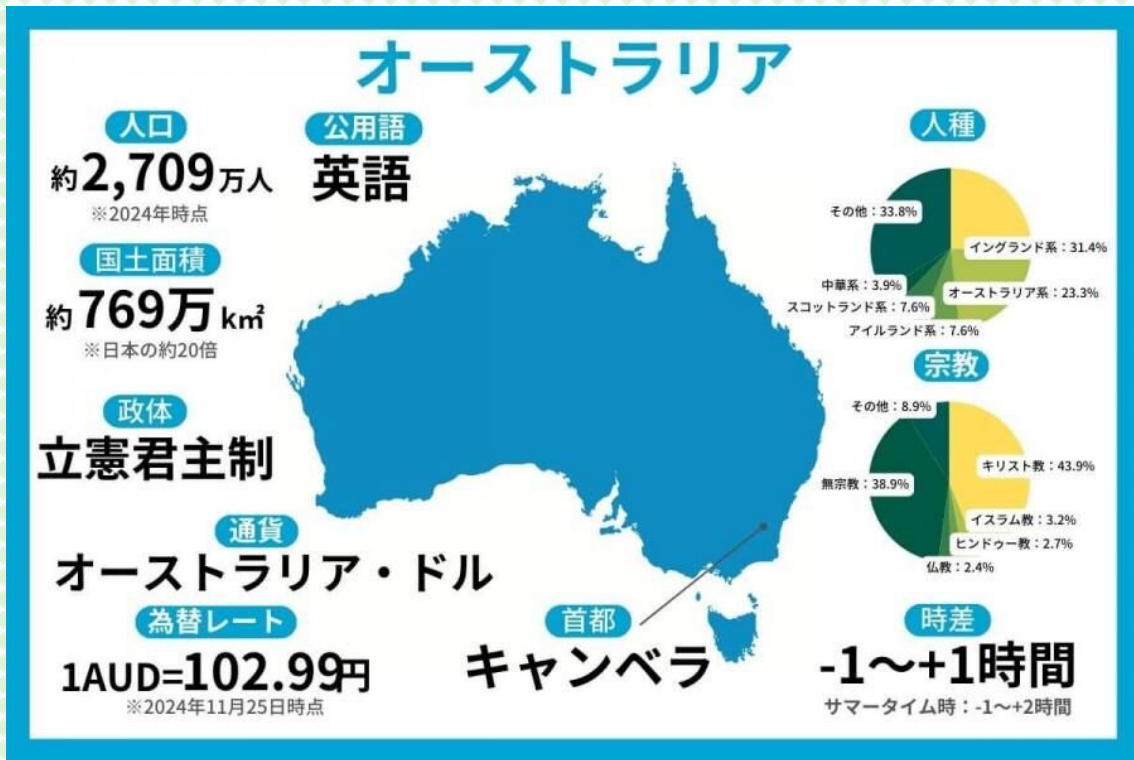 オーストラリア
人口
約2,709万人
※2024年時点
公用語
英語
国土面積
約769万km²
※日本の約20倍
政体
立憲君主制
通貨
オーストラリア・ドル
為替レート
1AUD=102.99円
※2024年11月25日時点
首都
キャンベラ
人種
その他：33.8%
イングランド系：31.4%
中華系：3.9%
オーストラリア系：23.3%
スコットランド系：7.6%
アイルランド系：7.6%
宗教
その他：8.9%
キリスト教：43.9%
無宗教：38.9%
イスラム教：3.2%
ヒンドゥー教：2.7%
仏教：2.4%
時差
-1〜+1時間
サマータイム時：-1〜+2時間